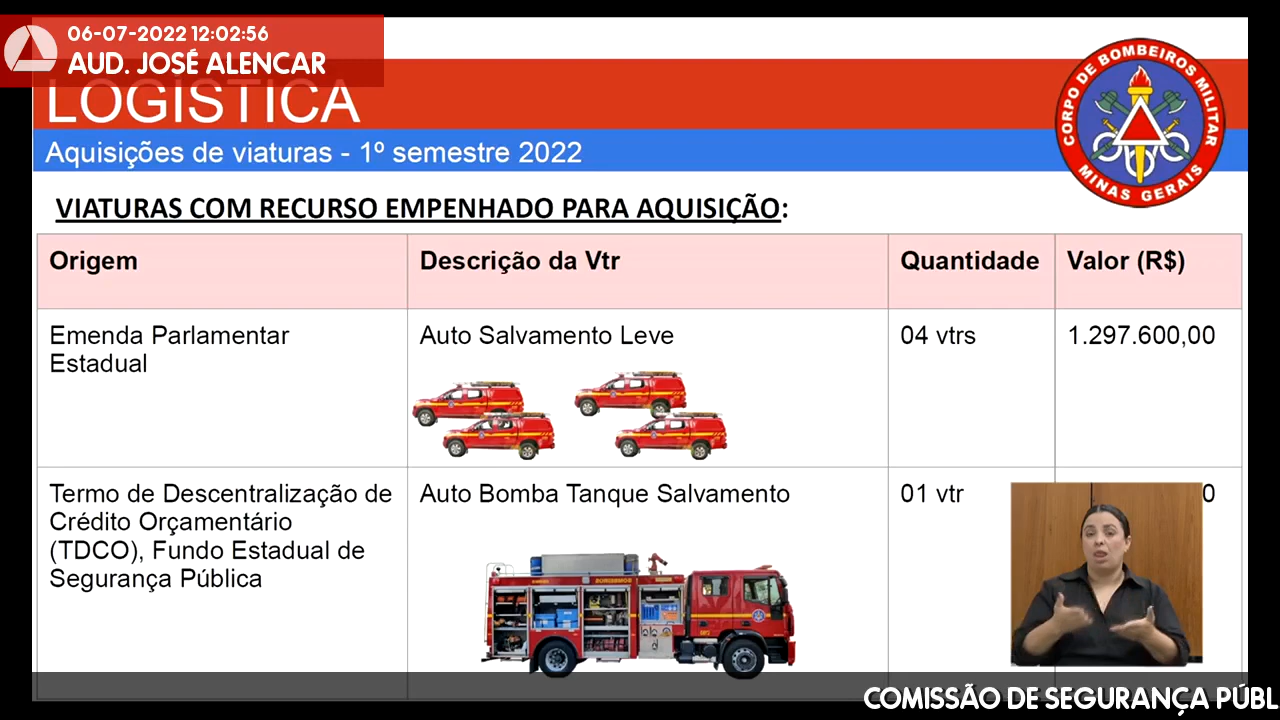 06-07-2022 12:02:56
AUD. JOSÉ ALENCAR
LOGÍSTICA
Aquisições de viaturas - 1º semestre 2022
CORPO DE BOMBEIROS MILITAR
MINAS GERAIS
VIATURAS COM RECURSO EMPENHADO PARA AQUISIÇÃO:
Origem
Descrição da Vtr
Quantidade
Valor (R$)
Emenda Parlamentar
Estadual
Auto Salvamento Leve
04 vtrs
1.297.600,00
Termo de Descentralização de
Crédito Orçamentário
(TDCO), Fundo Estadual de
Segurança Pública
Auto Bomba Tanque Salvamento
01 vtr
0
BOMBEIROS
COMISSÃO DE SEGURANÇA PÚBL